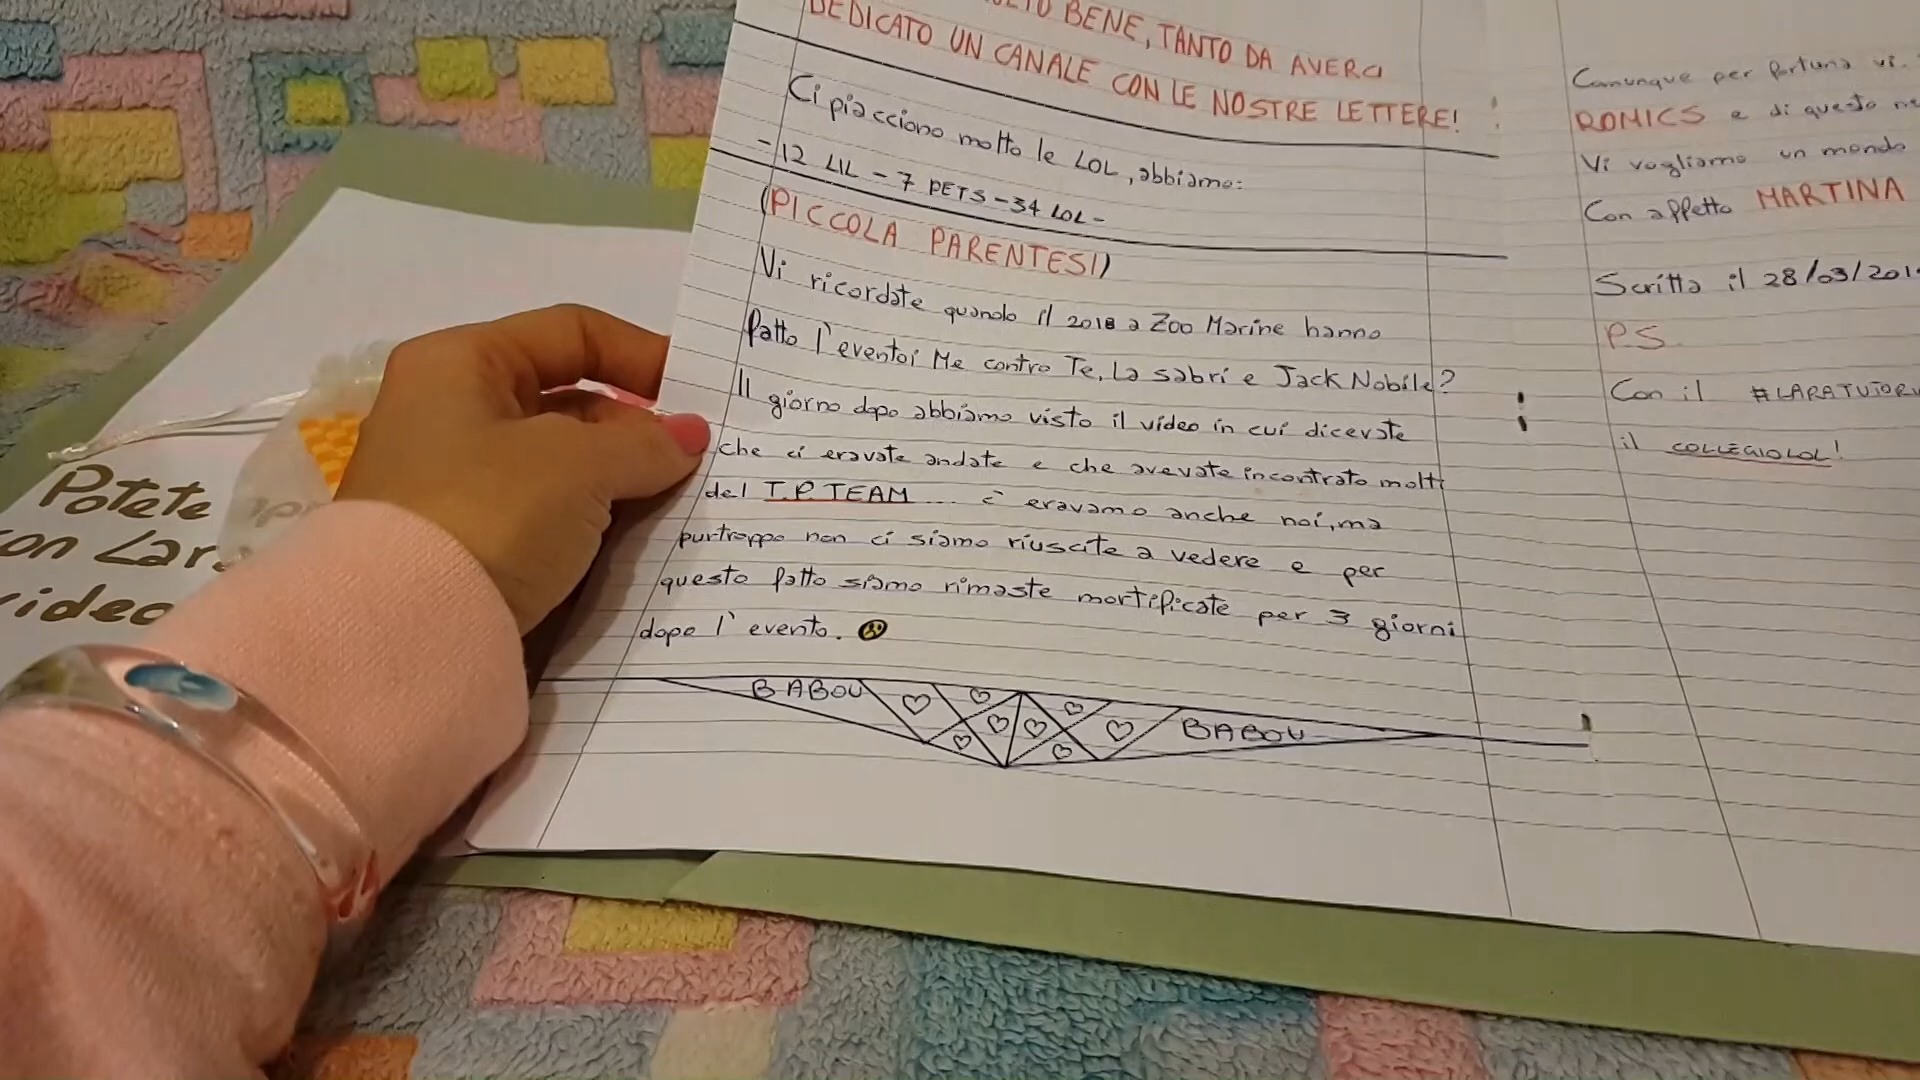 BENE, TANTO DA AVERCI
DEDICATO UN CANALE CON LE NOSTRE LETTERE!
Ci piacciono molto le LOL, abbiamo:
-12 LIL - 7 PETS - 34 LOL -
(PICCOLA PARENTESI)
Vi ricordate quando il 2018 a Zoo Marine hanno
fatto l'evento: Me contro Te, La sabri e Jack Nobile?
Il giorno dopo abbiamo visto il video in cui dicevate
che ci eravate andate e che avevate incontrato molti
del T.P. TEAM... c'eravamo anche noi, ma
purtroppo non ci siamo riuscite a vedere e per
questo fatto siamo rimaste mortificate per 3 giorni
dopo l'evento.
BABOU BABOU
Comunque per fortuna vi
ROMICS e di questo
Vi vogliamo un mondo
Con affetto MARTINA
Scritta il 28/03/201
P.S.
Con il #LARATUTORI
il COLLEGIOLOL!
Potete
con Lar
video